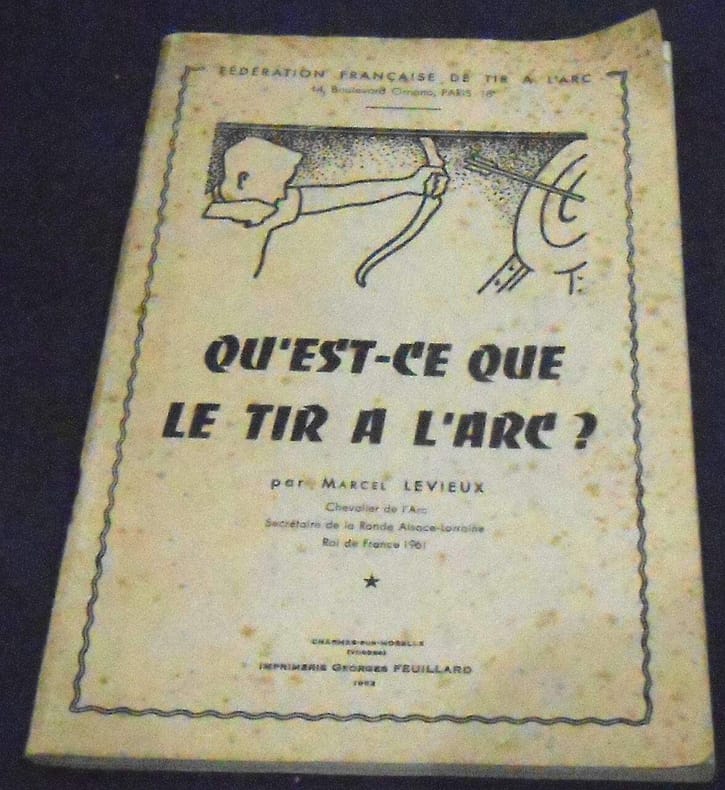 FÉDÉRATION FRANÇAISE DE TIR A L'ARC
44, Boulevard Ornano, PARIS 18e
QU'EST-CE QUE
LE TIR A L'ARC ?
par MARCEL LEVIEUX
Chevalier de l'Arc
Secrétaire de la Ronde Alsace-Lorraine
Roi de France 1961
CHARMES-SUR-MOSELLE
(VOSGES)
IMPRIMERIE GEORGES FEUILLARD